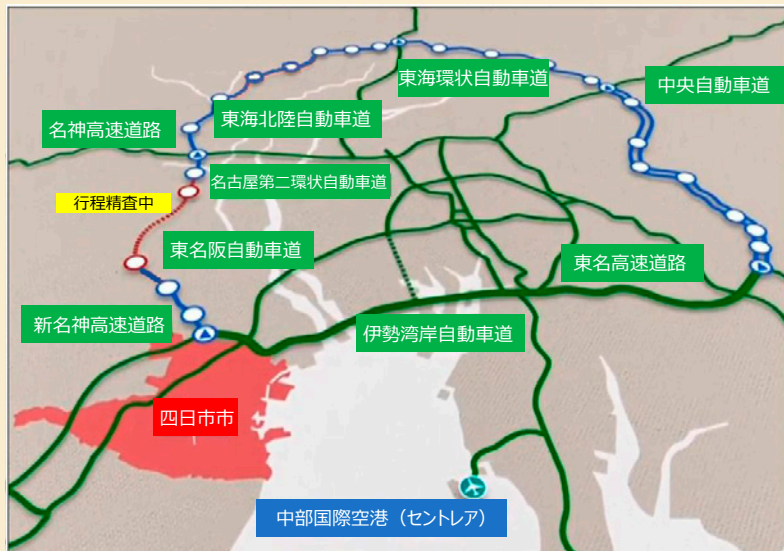 東海環状自動車道
中央自動車道
東海北陸自動車道
名神高速道路
名古屋第二環状自動車道
行程精査中
東名阪自動車道
東名高速道路
新名神高速道路
伊勢湾岸自動車道
四日市市
中部国際空港（セントレア）